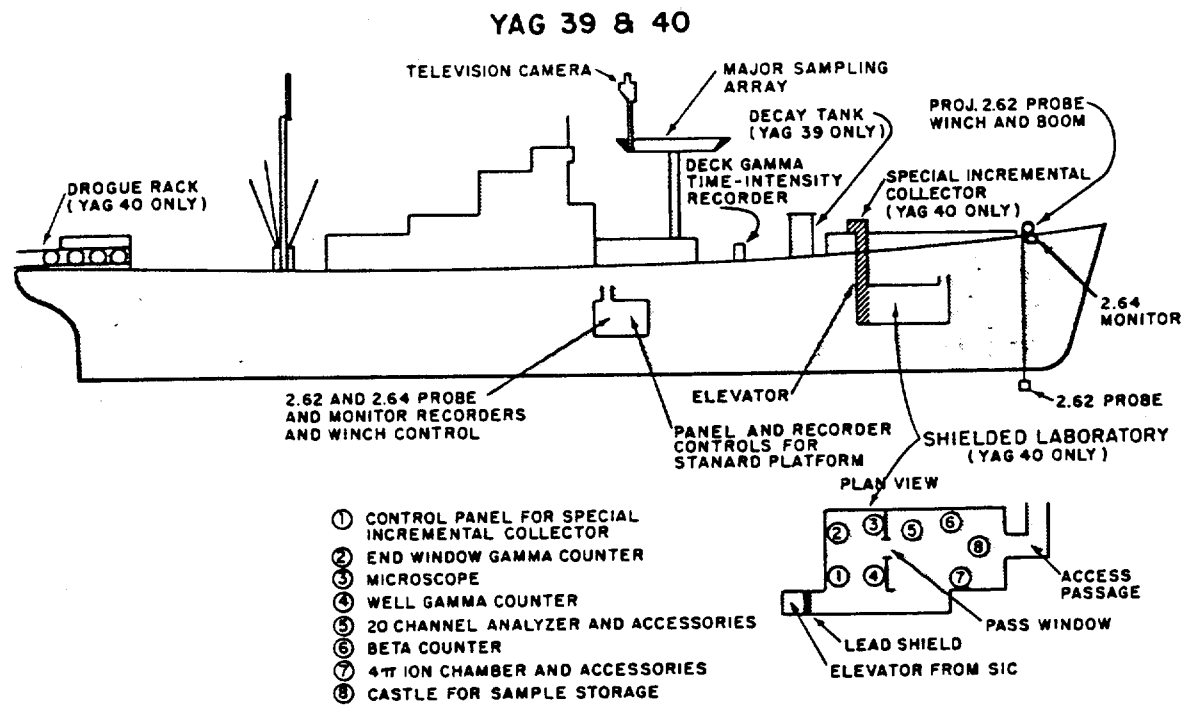 YAG 39 & 40
TELEVISION CAMERA
MAJOR SAMPLING
ARRAY
DECAY TANK
(YAG 39 ONLY)
PROJ. 2.62 PROBE
WINCH AND BOOM
DECK GAMMA
TIME-INTENSITY
RECORDER
SPECIAL INCREMENTAL
COLLECTOR
(YAG 40 ONLY)
DROGUE RACK
(YAG 40 ONLY)
2.64
MONITOR
2.62 AND 2.64 PROBE
AND MONITOR RECORDERS
AND WINCH CONTROL
ELEVATOR
2.62 PROBE
PANEL AND RECORDER
CONTROLS FOR
STANARD PLATFORM
SHIELDED LABORATORY
(YAG 40 ONLY)
PLAN VIEW
① CONTROL PANEL FOR SPECIAL
INCREMENTAL COLLECTOR
② END WINDOW GAMMA COUNTER
③ MICROSCOPE
④ WELL GAMMA COUNTER
⑤ 20 CHANNEL ANALYZER AND ACCESSORIES
⑥ BETA COUNTER
⑦ 4π ION CHAMBER AND ACCESSORIES
⑧ CASTLE FOR SAMPLE STORAGE
② ③ ⑤ ⑥
⑧
① ④ ⑦
ACCESS
PASSAGE
PASS WINDOW
LEAD SHIELD
ELEVATOR FROM SIC